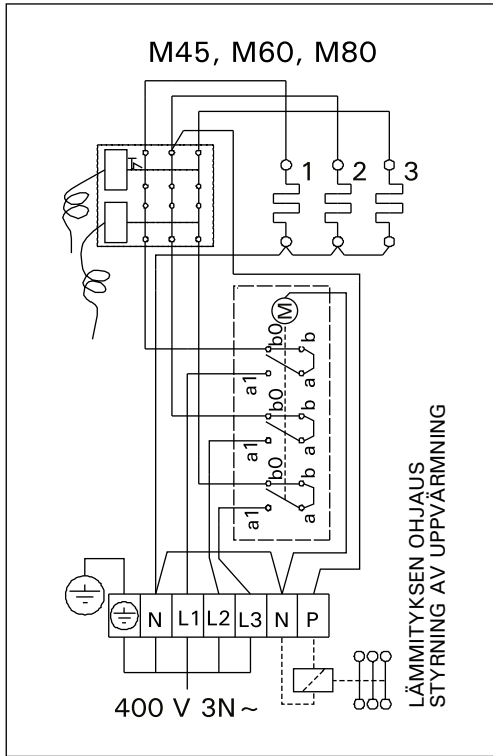 M45, M60, M80
1 2 3
M
b0 b
a1 a
b0 b
a1 a
b0 b
a1 a
N L1 L2 L3 N P
400 V 3N ~
LÄMMITYKSEN OHJAUS
STYRNING AV UPPVÄRMNING